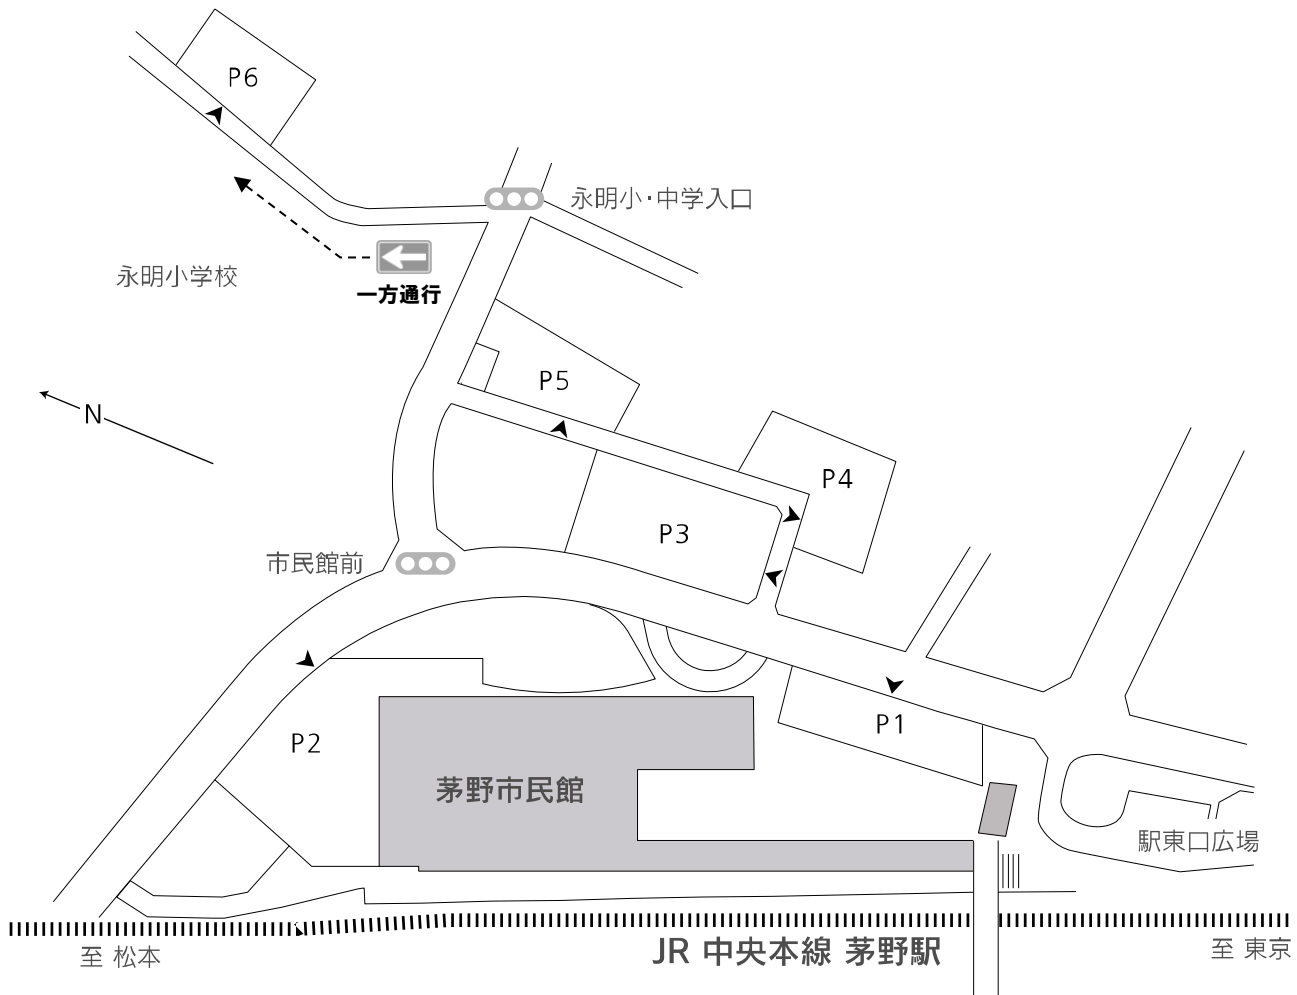 P6
永明小・中学入口
永明小学校
一方通行
P5
N
P4
P3
市民館前
P1
P2
茅野市民館
駅東口広場
至 松本
JR 中央本線 茅野駅
至 東京